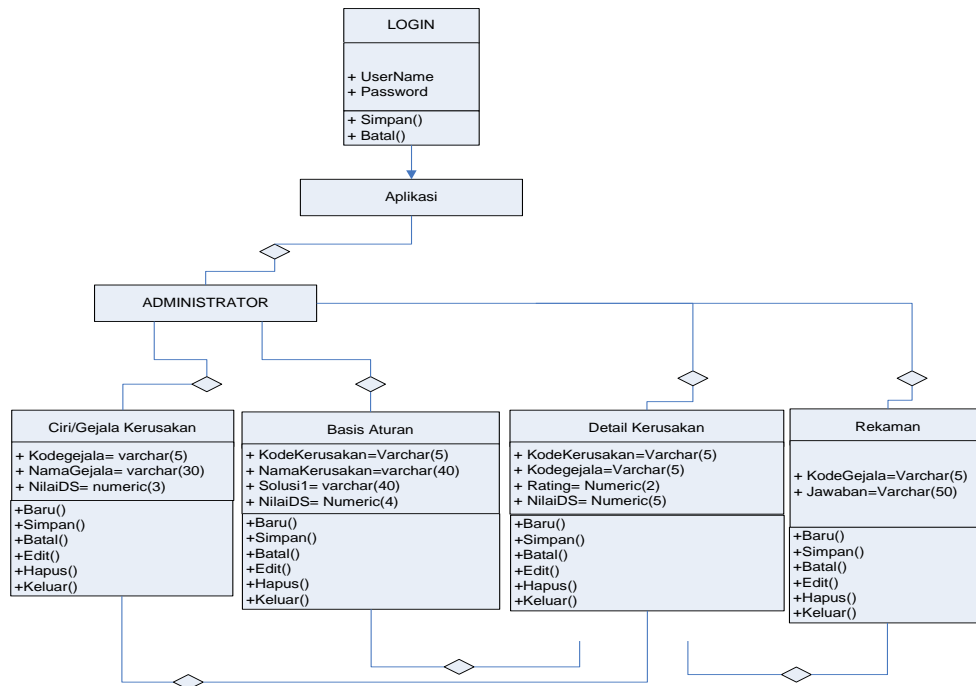 LOGIN
+ UserName
+ Password
+ Simpan()
+ Batal()
Aplikasi
ADMINISTRATOR
Ciri/Gejala Kerusakan
+ Kodegejala= varchar(5)
+ NamaGejala= varchar(30)
+ NilaiDS= numeric(3)
+Baru()
+Simpan()
+Batal()
+Edit()
+Hapus()
+Keluar()
Basis Aturan
+ KodeKerusakan=Varchar(5)
+ NamaKerusakan=varchar(40)
+ Solusi1= varchar(40)
+ NilaiDS= Numeric(4)
+Baru()
+Simpan()
+Batal()
+Edit()
+Hapus()
+Keluar()
Detail Kerusakan
+ KodeKerusakan=Varchar(5)
+ Kodegejala=Varchar(5)
+ Rating= Numeric(2)
+ NilaiDS= Numeric(5)
+Baru()
+Simpan()
+Batal()
+Edit()
+Hapus()
+Keluar()
Rekaman
+ KodeGejala=Varchar(5)
+ Jawaban=Varchar(50)
+Baru()
+Simpan()
+Batal()
+Edit()
+Hapus()
+Keluar()